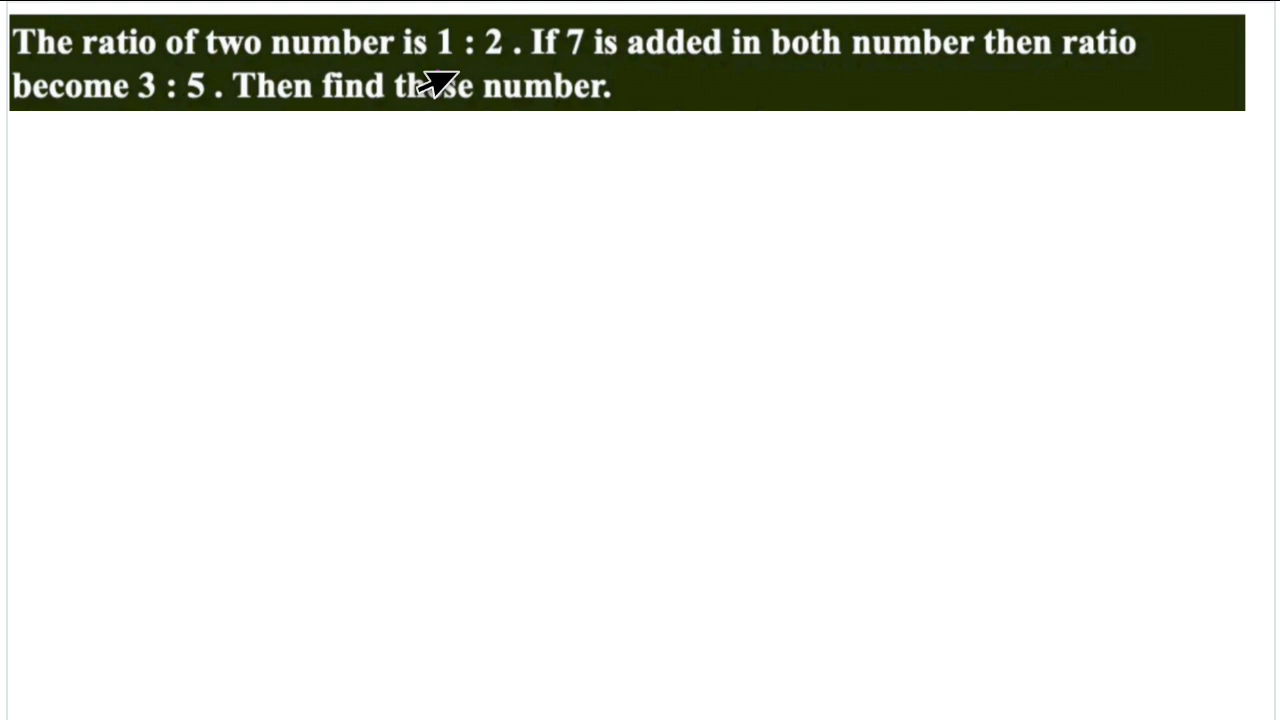 The ratio of two number is 1 : 2 . If 7 is added in both number then ratio
become 3 : 5 . Then find those number.